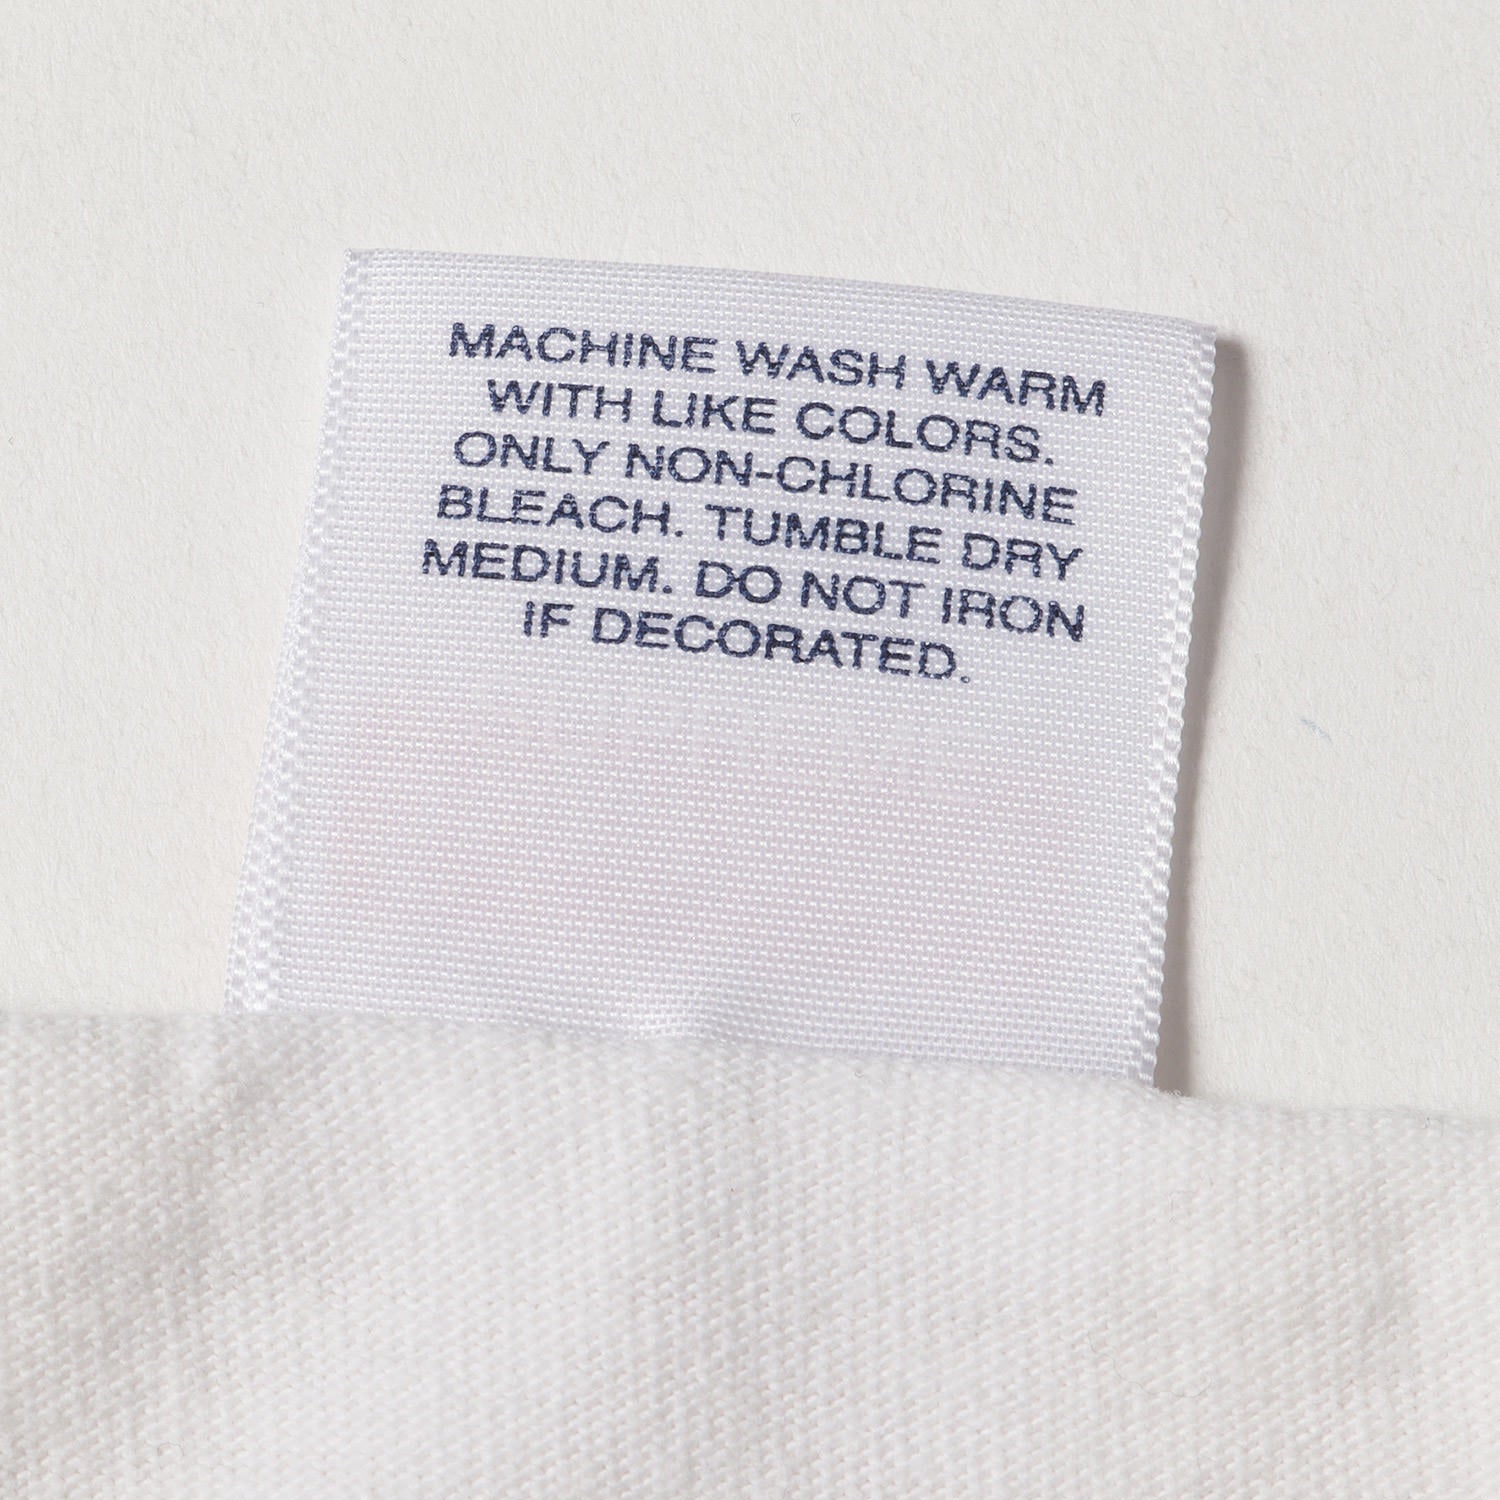 MACHINE WASH WARM
WITH LIKE COLORS.
ONLY NON-CHLORINE
BLEACH. TUMBLE DRY
MEDIUM. DO NOT IRON
IF DECORATED.